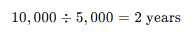 10,000 ÷ 5,000 = 2 years